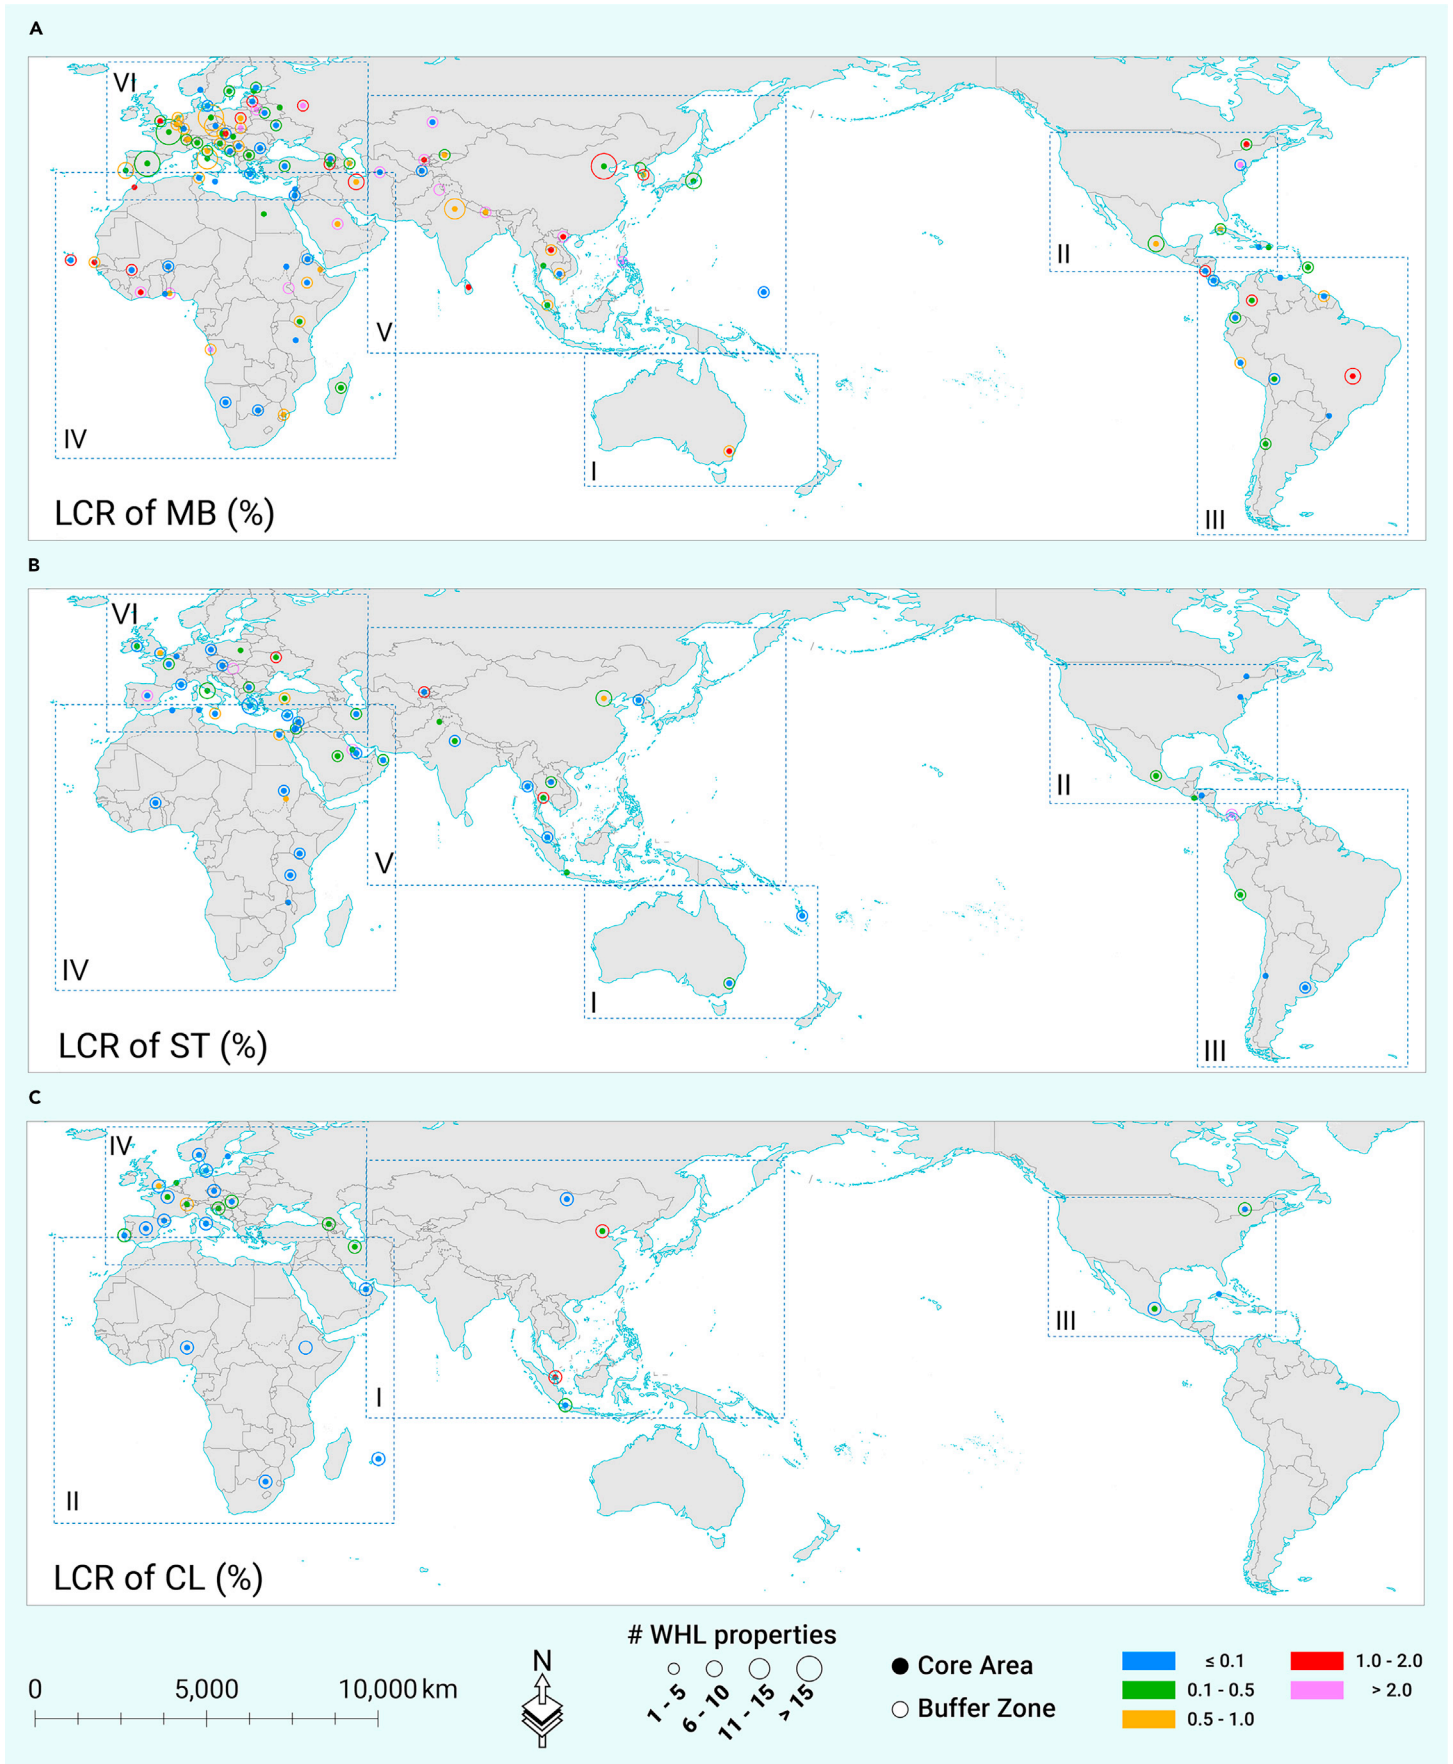 A
VI
II
V
IV
I
III
LCR of MB (%)
B
VI
II
V
IV
I
III
LCR of ST (%)
C
IV
III
I
II
LCR of CL (%)
# WHL properties
1 - 5
6 - 10
11 - 15
> 15
N
0 5,000 10,000 km
Core Area
Buffer Zone
≤ 0.1
0.1 - 0.5
0.5 - 1.0
1.0 - 2.0
> 2.0